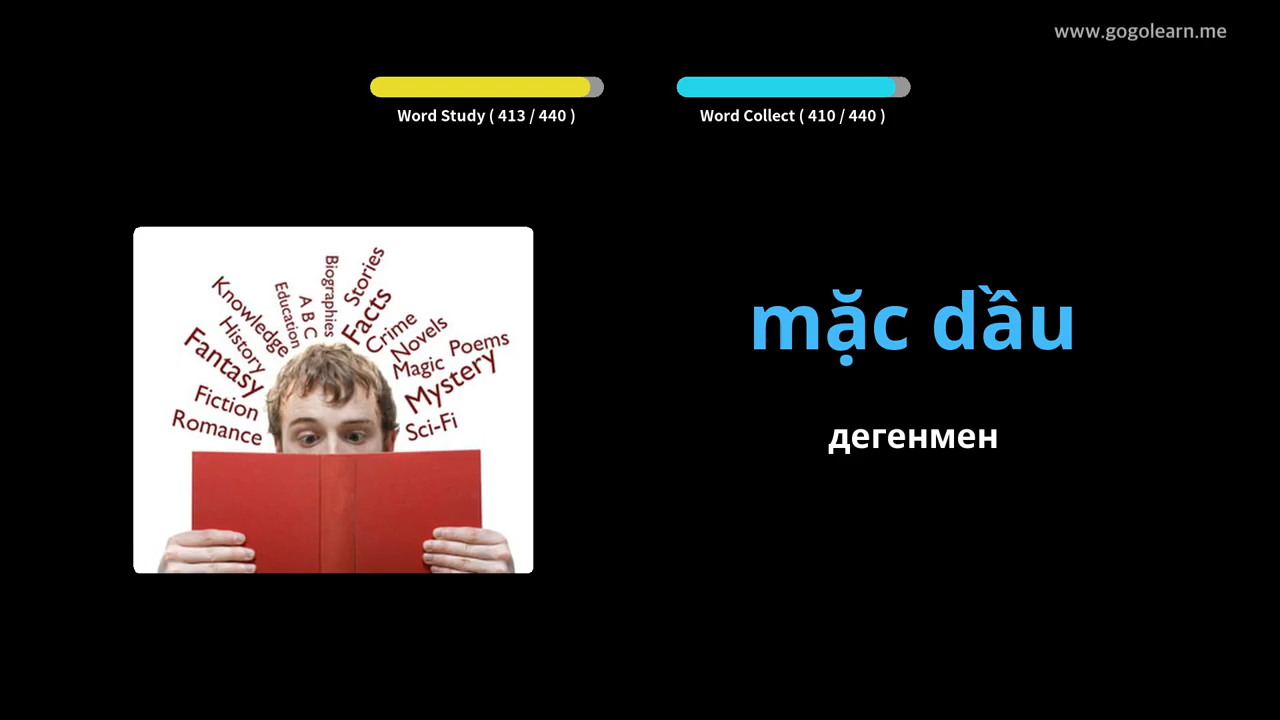 www.gogolearn.me
Word Study ( 413 / 440 )
Word Collect ( 410 / 440 )
Knowledge
History
Fantasy
Fiction
Romance
Education
A B C
Biographies
Stories
Facts
Crime
Novels
Magic
Poems
Mystery
Sci-Fi
mặc dầu
дегенмен